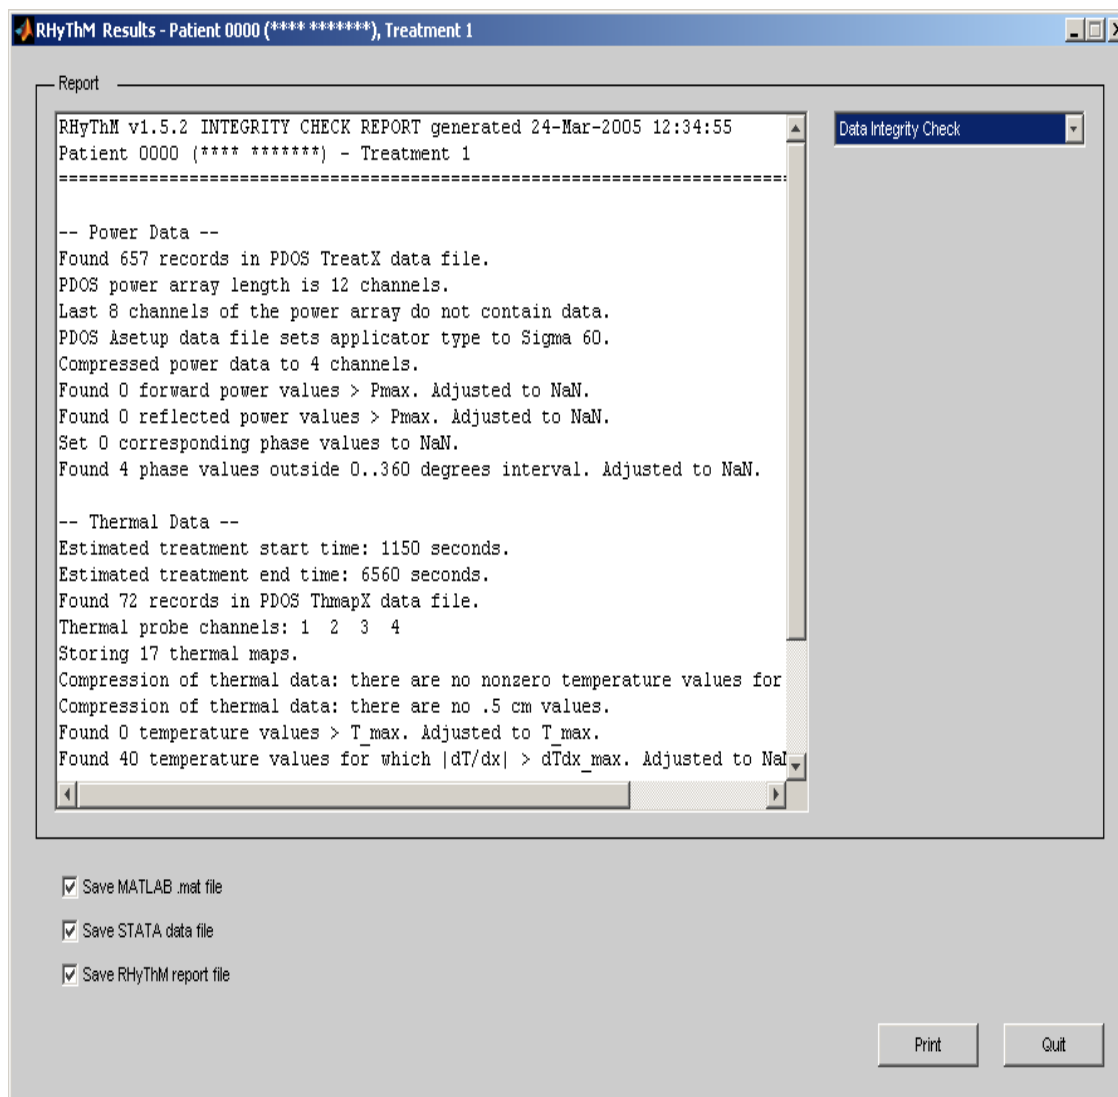 RHyThM Results - Patient 0000 (**** *******), Treatment 1
Report
RHyThM v1.5.2 INTEGRITY CHECK REPORT generated 24-Mar-2005 12:34:55
Patient 0000 (**** *******) - Treatment 1
=========================================================================
-- Power Data --
Found 657 records in PDOS TreatX data file.
PDOS power array length is 12 channels.
Last 8 channels of the power array do not contain data.
PDOS Asetup data file sets applicator type to Sigma 60.
Compressed power data to 4 channels.
Found 0 forward power values > Pmax. Adjusted to NaN.
Found 0 reflected power values > Pmax. Adjusted to NaN.
Set 0 corresponding phase values to NaN.
Found 4 phase values outside 0..360 degrees interval. Adjusted to NaN.
-- Thermal Data --
Estimated treatment start time: 1150 seconds.
Estimated treatment end time: 6560 seconds.
Found 72 records in PDOS ThmapX data file.
Thermal probe channels: 1 2 3 4
Storing 17 thermal maps.
Compression of thermal data: there are no nonzero temperature values for
Compression of thermal data: there are no .5 cm values.
Found 0 temperature values > T_max. Adjusted to T_max.
Found 40 temperature values for which |dT/dx| > dTdx_max. Adjusted to NaN
Data Integrity Check
Save MATLAB .mat file
Save STATA data file
Save RHyThM report file
Print
Quit